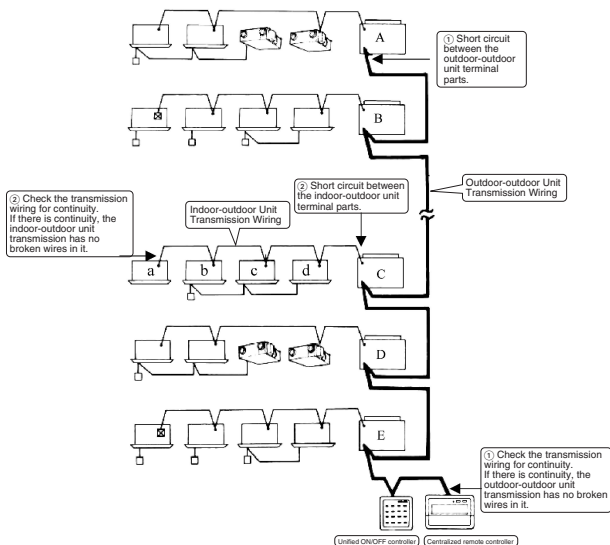 A
① Short circuit
between the
outdoor-outdoor
unit terminal
parts.
B
② Check the transmission
wiring for continuity.
If there is continuity, the
indoor-outdoor unit
transmission has no
broken wires in it.
Indoor-outdoor Unit
Transmission Wiring
② Short circuit between
the indoor-outdoor unit
terminal parts.
Outdoor-outdoor Unit
Transmission Wiring
a
b
c
d
C
D
E
① Check the transmission
wiring for continuity.
If there is continuity, the
outdoor-outdoor unit
transmission has no broken
wires in it.
Unified ON/OFF controller
Centralized remote controller